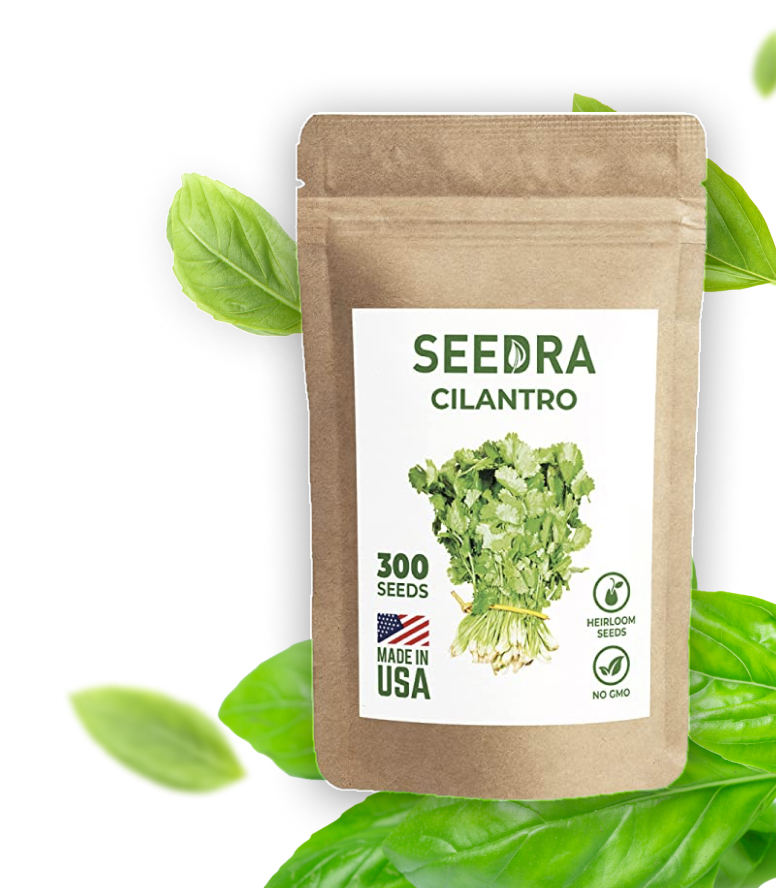 SEEDRA
CILANTRO
300
SEEDS
MADE IN
USA
HEIRLOOM
SEEDS
NO GMO